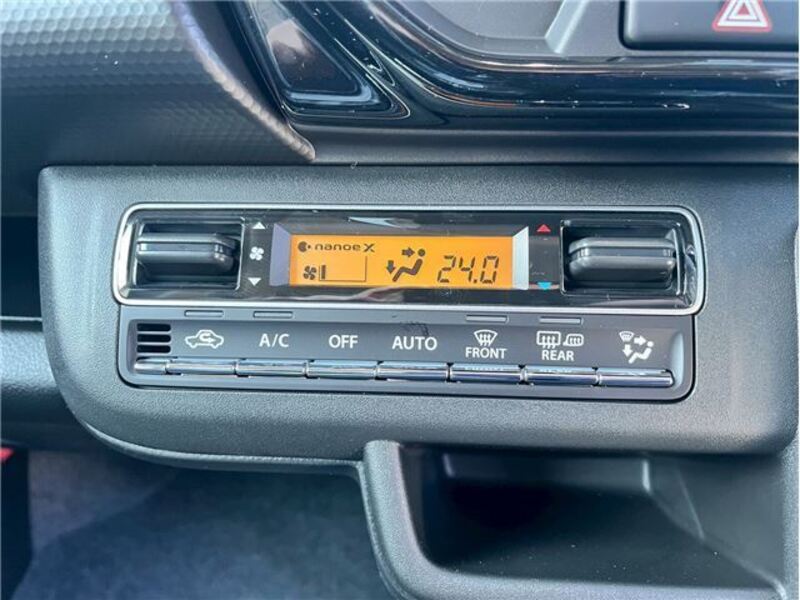 nanoe X
24.0
A/C OFF AUTO FRONT REAR